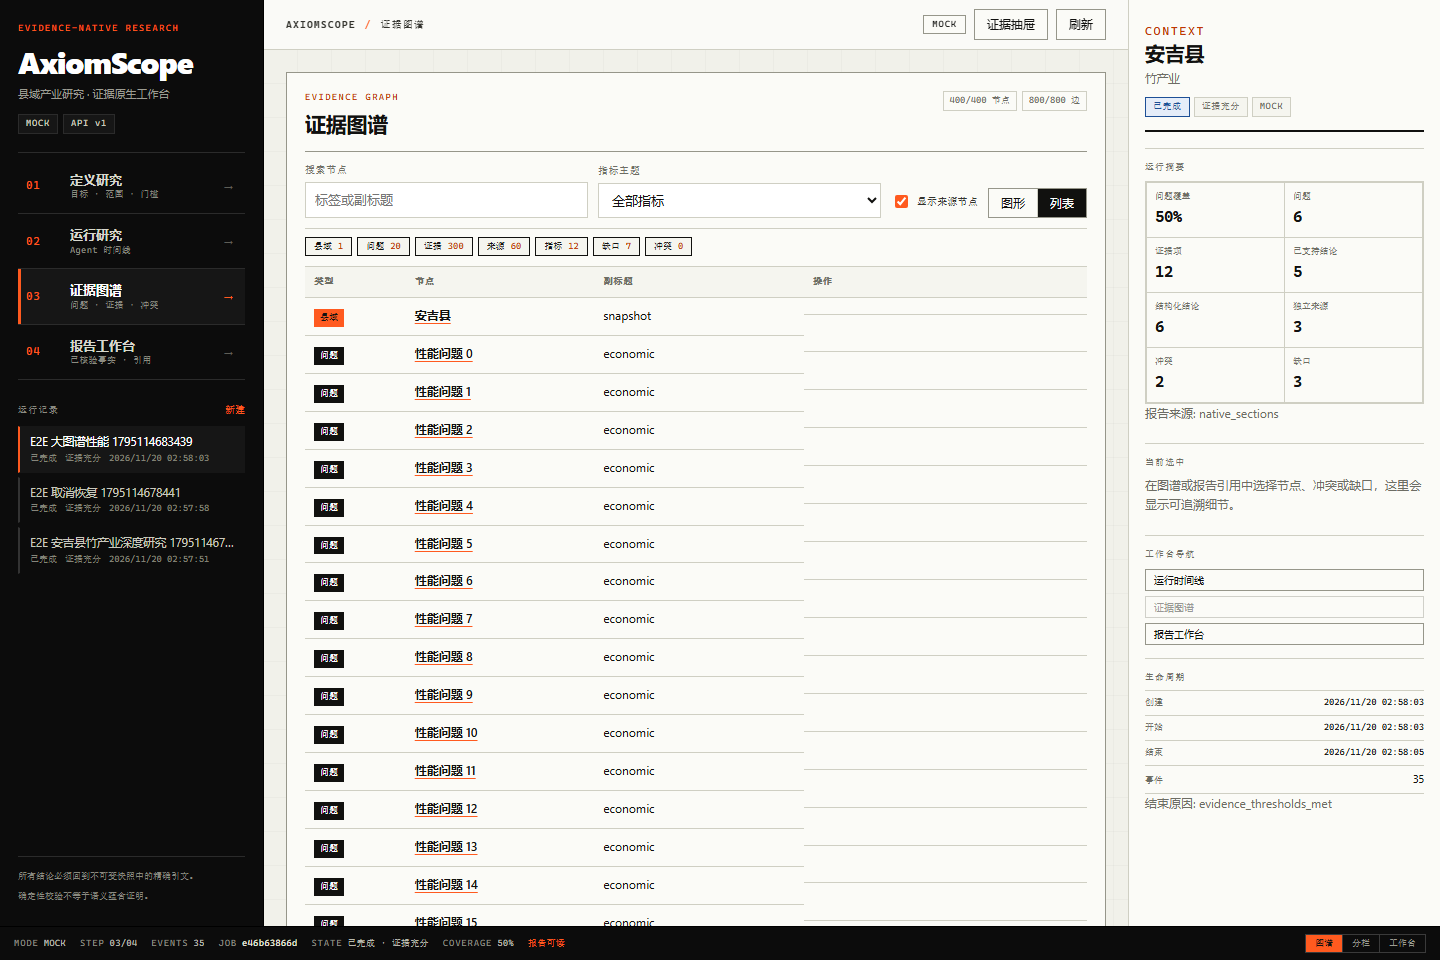 EVIDENCE-NATIVE RESEARCH
AxiomScope
县域产业研究 · 证据原生工作台
MOCK
API v1
01 定义研究 →
目标 · 范围 · 门槛
02 运行研究 →
Agent 时间线
03 证据图谱 →
问题 · 证据 · 冲突
04 报告工作台 →
已核验事实 · 引用
运行记录 新建
E2E 大图谱性能 1795114683439
已完成 证据充分 2026/11/20 02:58:03
E2E 取消恢复 1795114678441
已完成 证据充分 2026/11/20 02:57:58
E2E 安吉县竹产业深度研究 179511467...
已完成 证据充分 2026/11/20 02:57:51
所有结论必须回到不可变快照中的精确引文。
确定性校验不等于语义蕴含证明。
AXIOMSCOPE / 证据图谱
MOCK
证据抽屉
刷新
EVIDENCE GRAPH
证据图谱
400/400 节点
800/800 边
搜索节点
标签或副标题
指标主题
全部指标
显示来源节点
图形
列表
县域 1
问题 20
证据 300
来源 60
指标 12
缺口 7
冲突 0
类型 节点 副标题 操作
县域 安吉县 snapshot
问题 性能问题 0 economic
问题 性能问题 1 economic
问题 性能问题 2 economic
问题 性能问题 3 economic
问题 性能问题 4 economic
问题 性能问题 5 economic
问题 性能问题 6 economic
问题 性能问题 7 economic
问题 性能问题 8 economic
问题 性能问题 9 economic
问题 性能问题 10 economic
问题 性能问题 11 economic
问题 性能问题 12 economic
问题 性能问题 13 economic
问题 性能问题 14 economic
问题 性能问题 15 economic
CONTEXT
安吉县
竹产业
已完成
证据充分
MOCK
运行摘要
问题覆盖 50%
问题 6
证据项 12
已支持结论 5
结构化结论 6
独立来源 3
冲突 2
缺口 3
报告来源: native_sections
当前选中
在图谱或报告引用中选择节点、冲突或缺口，这里会
显示可追溯细节。
工作台导航
运行时间线
证据图谱
报告工作台
生命周期
创建 2026/11/20 02:58:03
开始 2026/11/20 02:58:03
结束 2026/11/20 02:58:05
事件 35
结束原因: evidence_thresholds_met
MODE MOCK STEP 03/04 EVENTS 35 JOB e46b63866d STATE 已完成 · 证据充分 COVERAGE 50% 报告可读
图谱 分栏 工作台